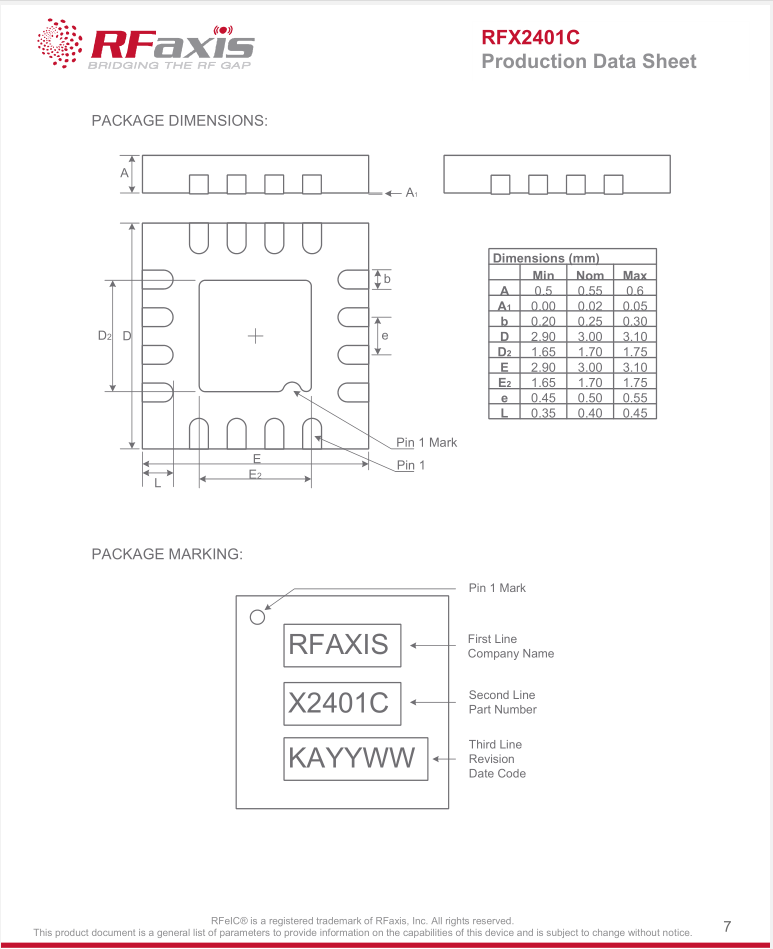 RFaxis
BRIDGING THE RF GAP
RFX2401C
Production Data Sheet
PACKAGE DIMENSIONS:
A
A1
D2
D
b
e
Pin 1 Mark
Pin 1
E
E2
L
Dimensions (mm)
Min Nom Max
A 0.5 0.55 0.6
A1 0.00 0.02 0.05
b 0.20 0.25 0.30
D 2.90 3.00 3.10
D2 1.65 1.70 1.75
E 2.90 3.00 3.10
E2 1.65 1.70 1.75
e 0.45 0.50 0.55
L 0.35 0.40 0.45
PACKAGE MARKING:
Pin 1 Mark
RFAXIS
First Line
Company Name
X2401C
Second Line
Part Number
KAYYWW
Third Line
Revision
Date Code
RFeIC® is a registered trademark of RFaxis, Inc. All rights reserved.
This product document is a general list of parameters to provide information on the capabilities of this device and is subject to change without notice.
7